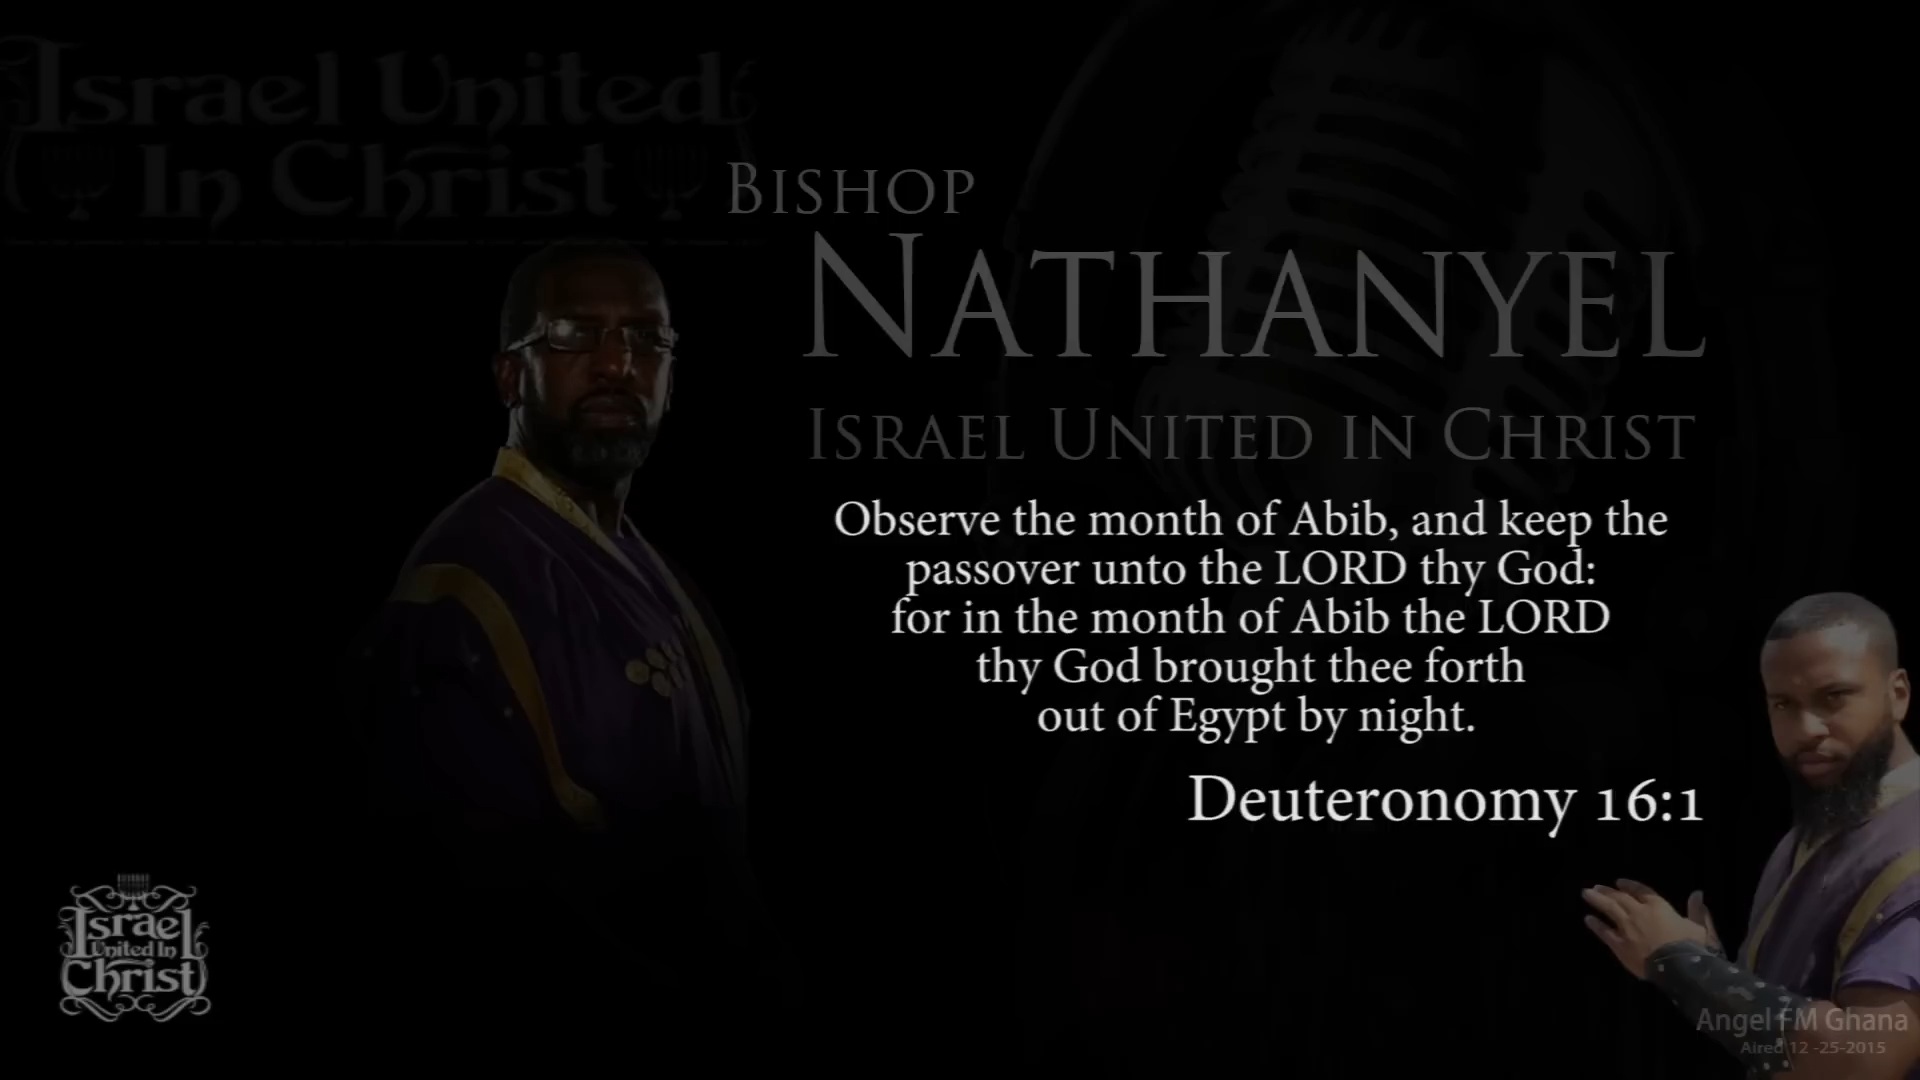 Israel United
In Christ
BISHOP
NATHANYEL
ISRAEL UNITED IN CHRIST
Observe the month of Abib, and keep the
passover unto the LORD thy God:
for in the month of Abib the LORD
thy God brought thee forth
out of Egypt by night.
Deuteronomy 16:1
Israel
United In
Christ
Angel FM Ghana
Aired 12 -25-2015